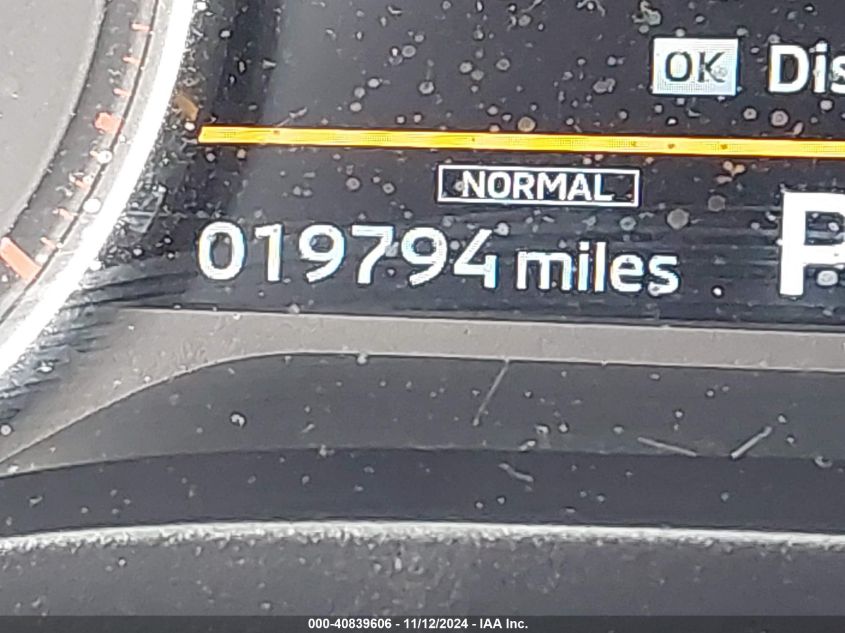 OK Dis
NORMAL
019794 miles P
000-40839606 - 11/12/2024 - IAA Inc.